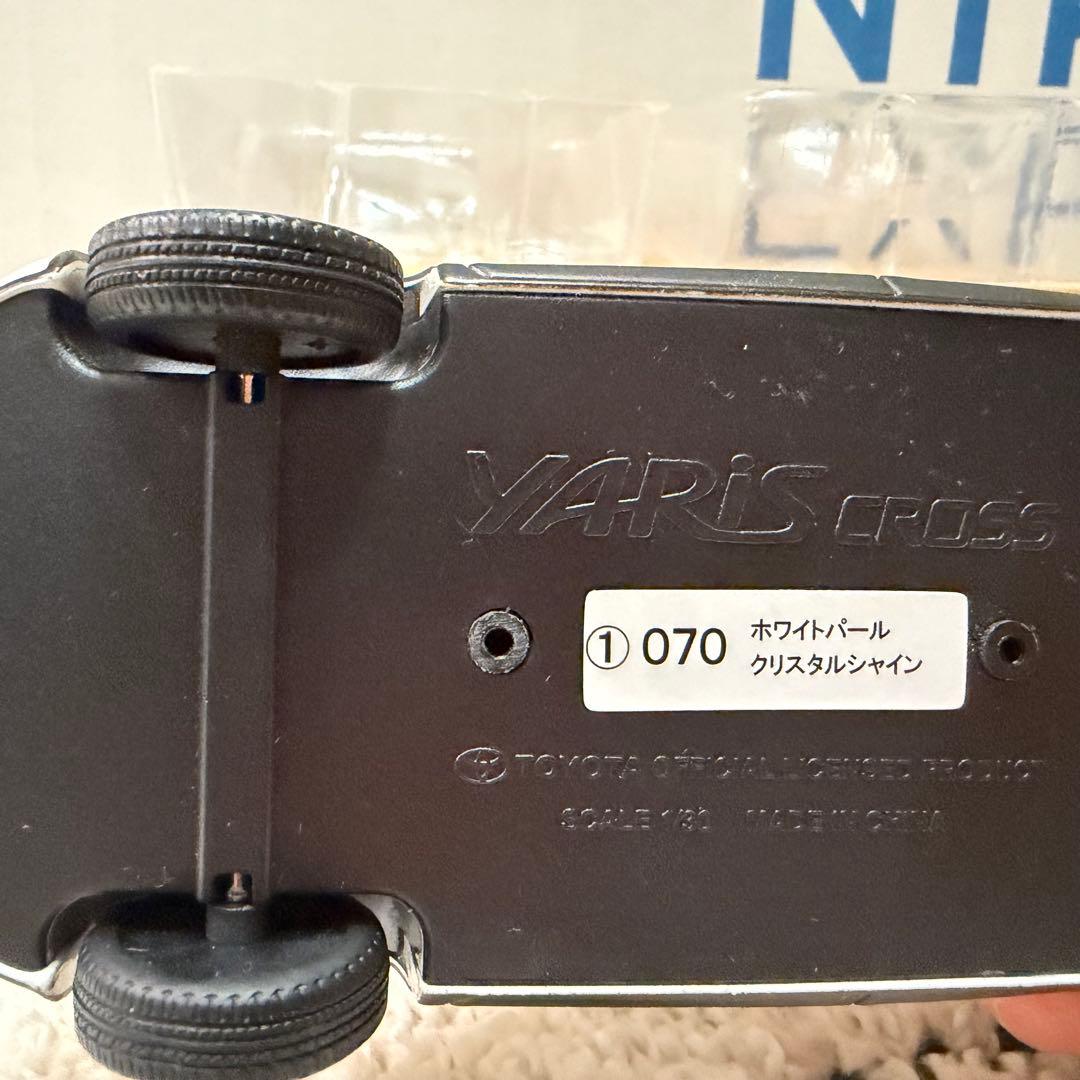 YARiS CROSS
① 070 ホワイトパール
クリスタルシャイン
TOYOTA OFFICIAL LICENSED PRODUCT
SCALE 1/30 MADE IN CHINA